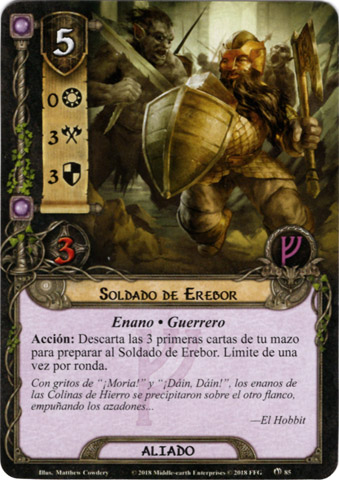 5
0
3
3
3
Soldado de Erebor
Enano • Guerrero
Acción: Descarta las 3 primeras cartas de tu mazo
para preparar al Soldado de Erebor. Límite de una
vez por ronda.
Con gritos de “¡Moria!” y “¡Dáin, Dáin!”, los enanos de
las Colinas de Hierro se precipitaron sobre el otro flanco,
empuñando los azadones...
—El Hobbit
Aliado
Illus. Matthew Cowdery © 2018 Middle-earth Enterprises © 2018 FFG 85